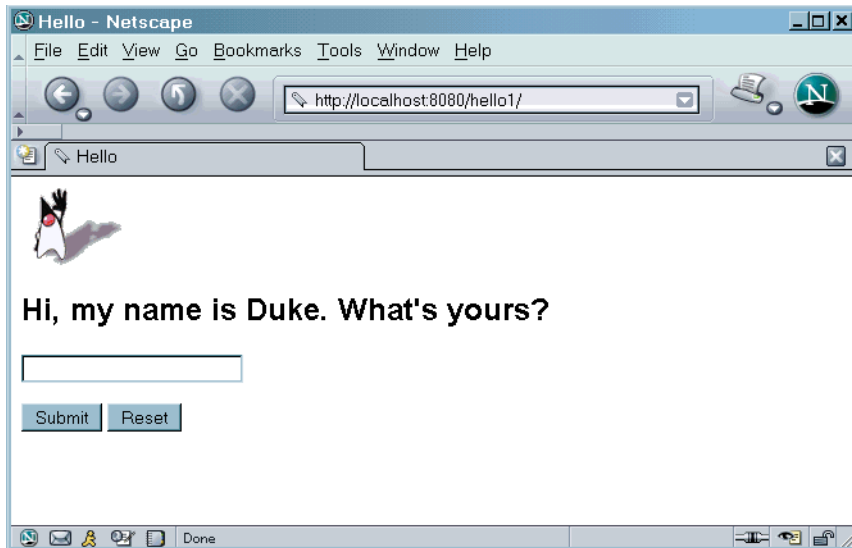 Hello - Netscape
File Edit View Go Bookmarks Tools Window Help
http://localhost:8080/hello1/
N
Hello
Hi, my name is Duke. What's yours?
Submit Reset
Done